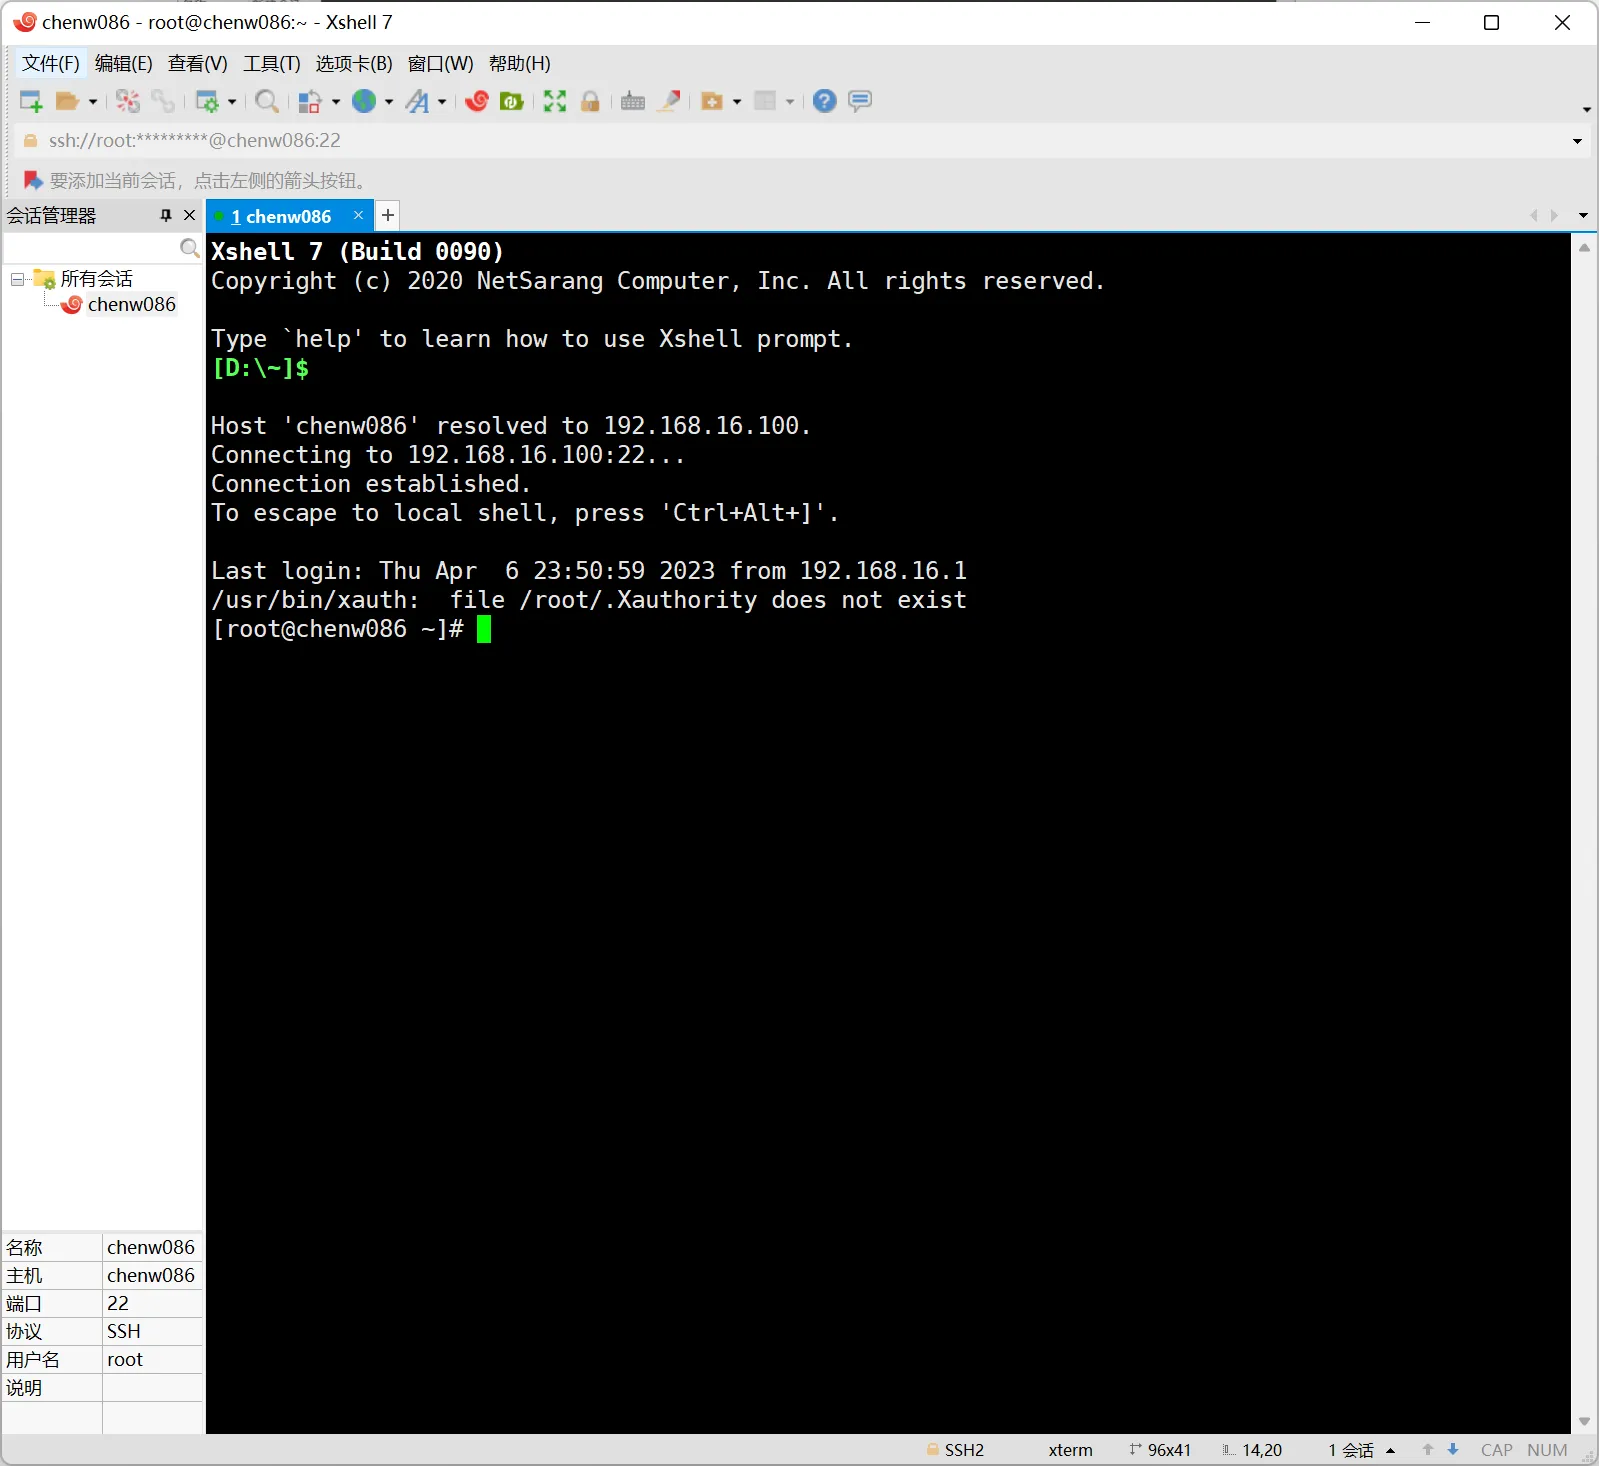 chenw086 - root@chenw086:~ - Xshell 7
文件(F) 编辑(E) 查看(V) 工具(T) 选项卡(B) 窗口(W) 帮助(H)
ssh://root:*********@chenw086:22
要添加当前会话，点击左侧的箭头按钮。
会话管理器
1 chenw086
所有会话
chenw086
Xshell 7 (Build 0090)
Copyright (c) 2020 NetSarang Computer, Inc. All rights reserved.
Type `help' to learn how to use Xshell prompt.
[D:\~]$
Host 'chenw086' resolved to 192.168.16.100.
Connecting to 192.168.16.100:22...
Connection established.
To escape to local shell, press 'Ctrl+Alt+]'.
Last login: Thu Apr  6 23:50:59 2023 from 192.168.16.1
/usr/bin/xauth:  file /root/.Xauthority does not exist
[root@chenw086 ~]#
名称 chenw086
主机 chenw086
端口 22
协议 SSH
用户名 root
说明
SSH2 xterm 96x41 14,20 1 会话 CAP NUM